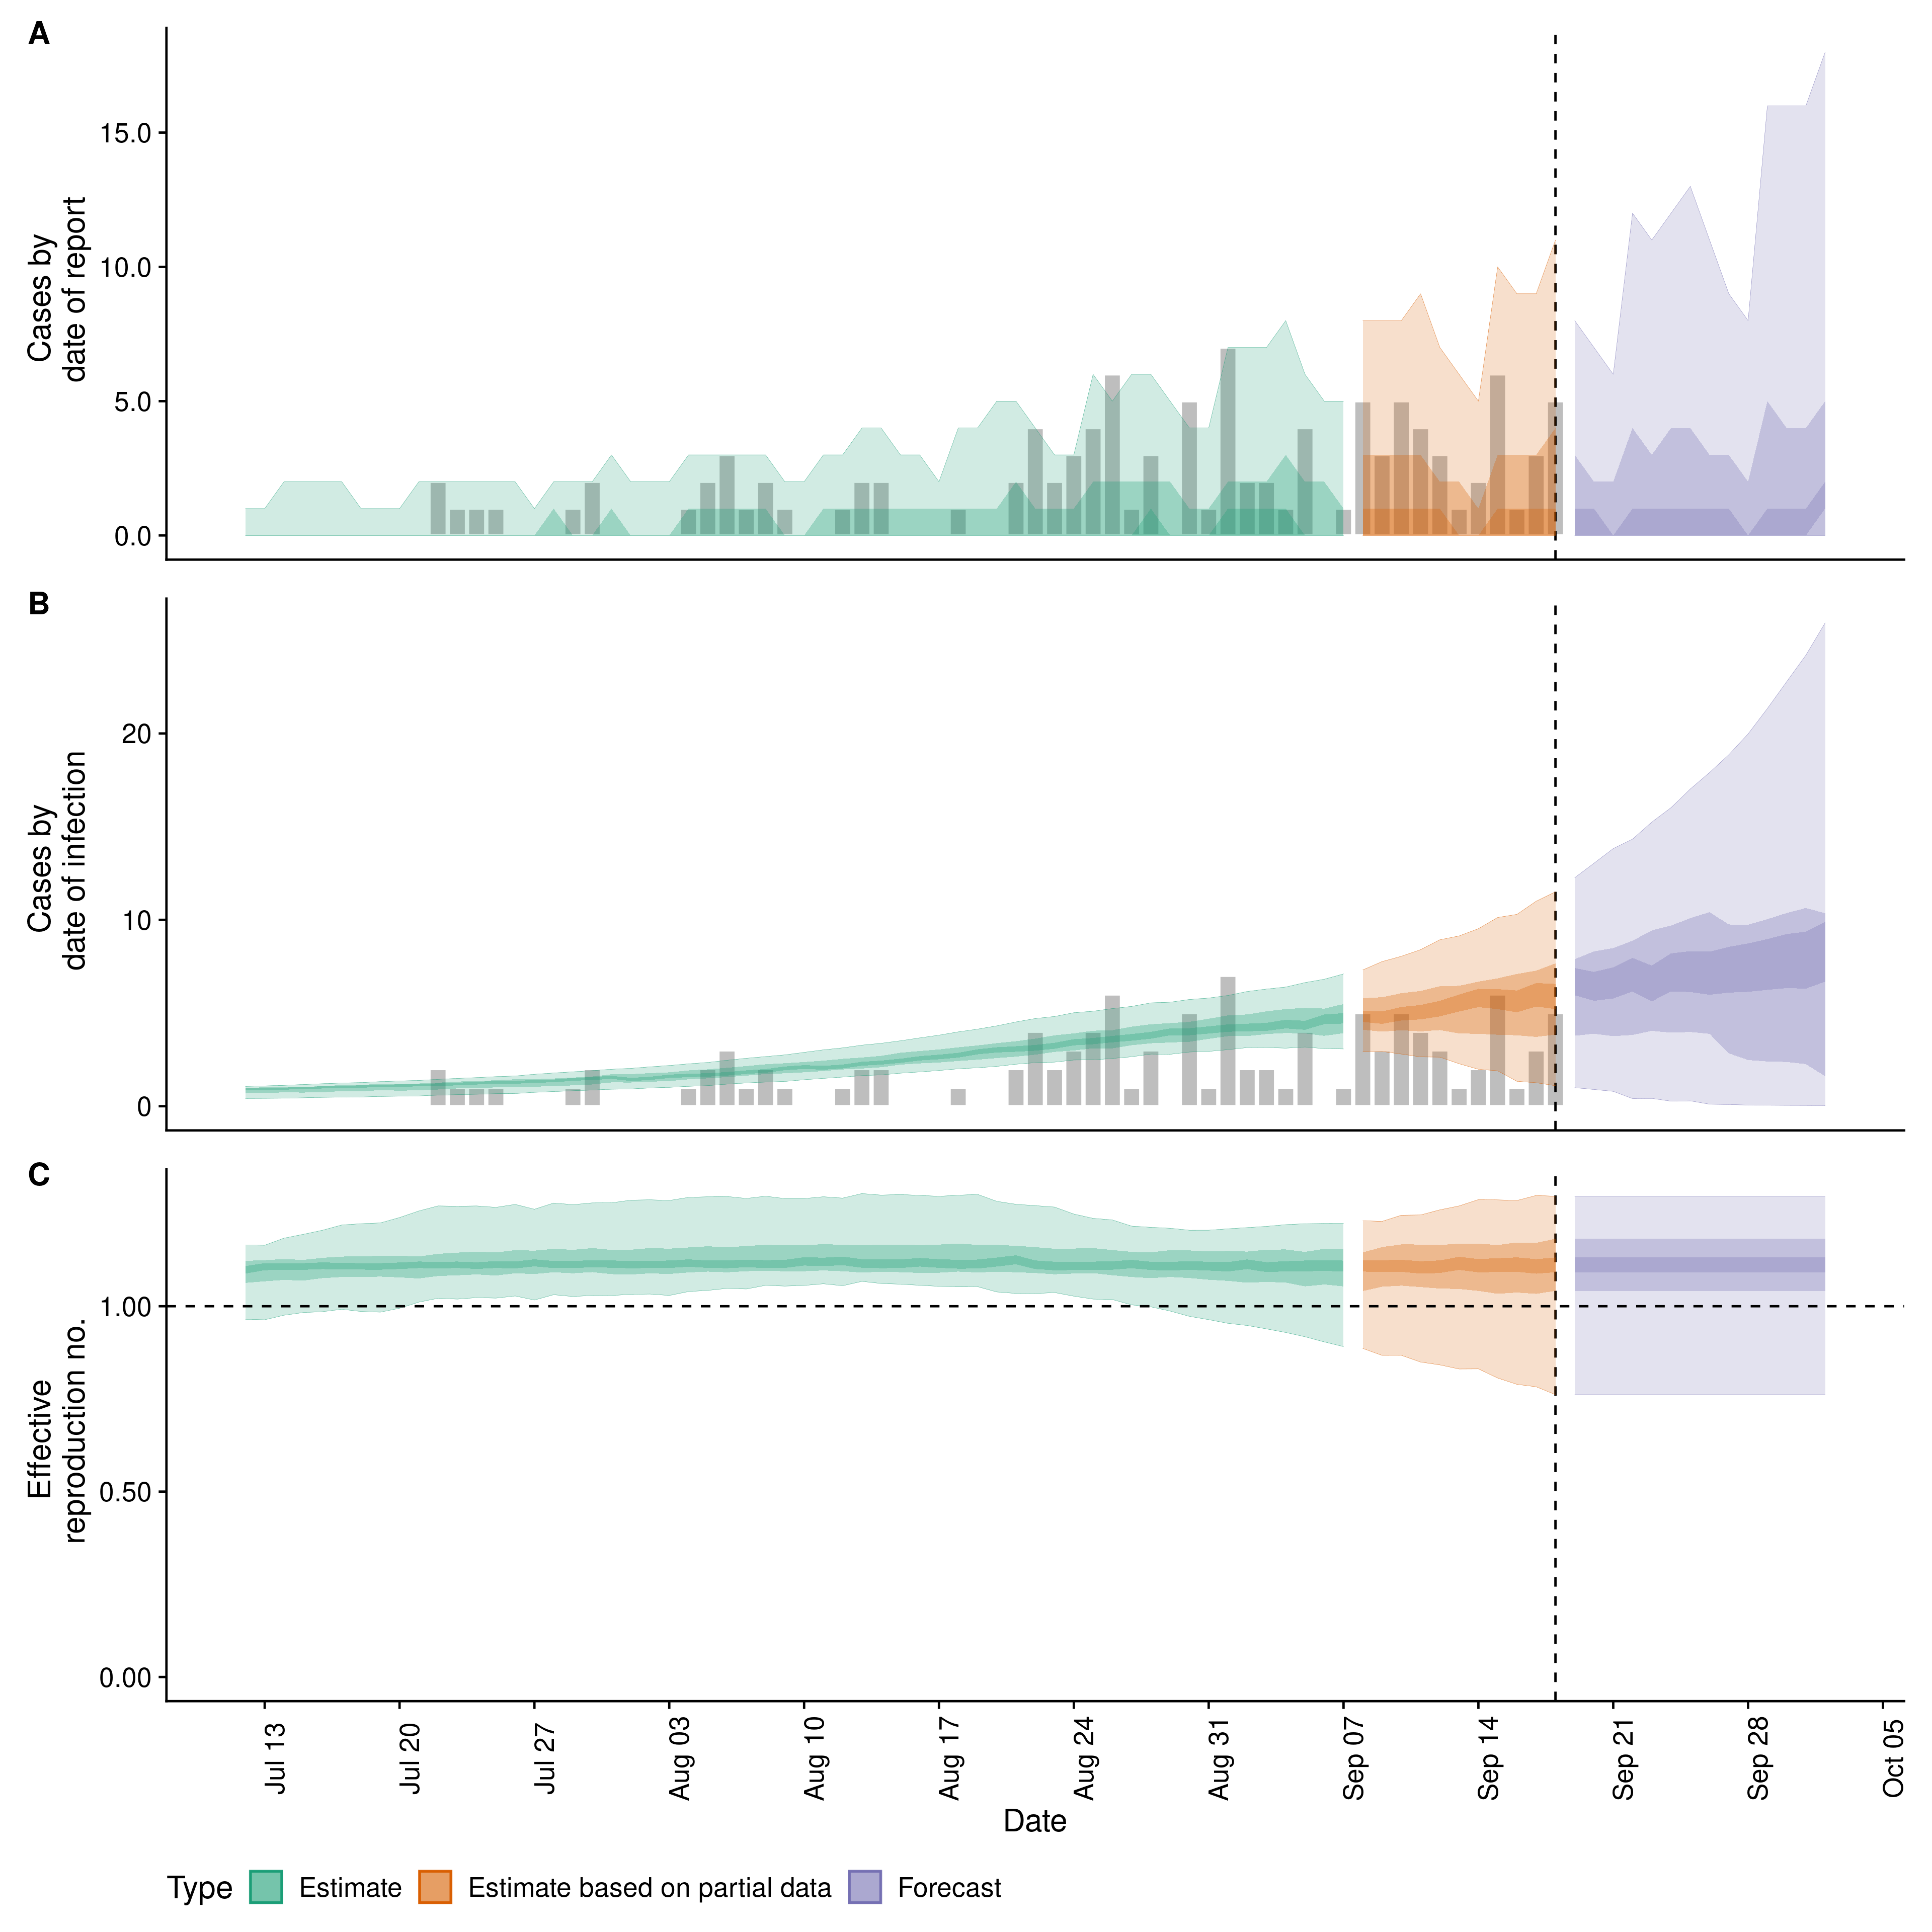 A
Cases by
date of report
15.0
10.0
5.0
0.0
B
Cases by
date of infection
20
10
0
C
Effective
reproduction no.
1.00
0.50
0.00
Jul 13
Jul 20
Jul 27
Aug 03
Aug 10
Aug 17
Aug 24
Aug 31
Sep 07
Sep 14
Sep 21
Sep 28
Oct 05
Date
Type
Estimate
Estimate based on partial data
Forecast